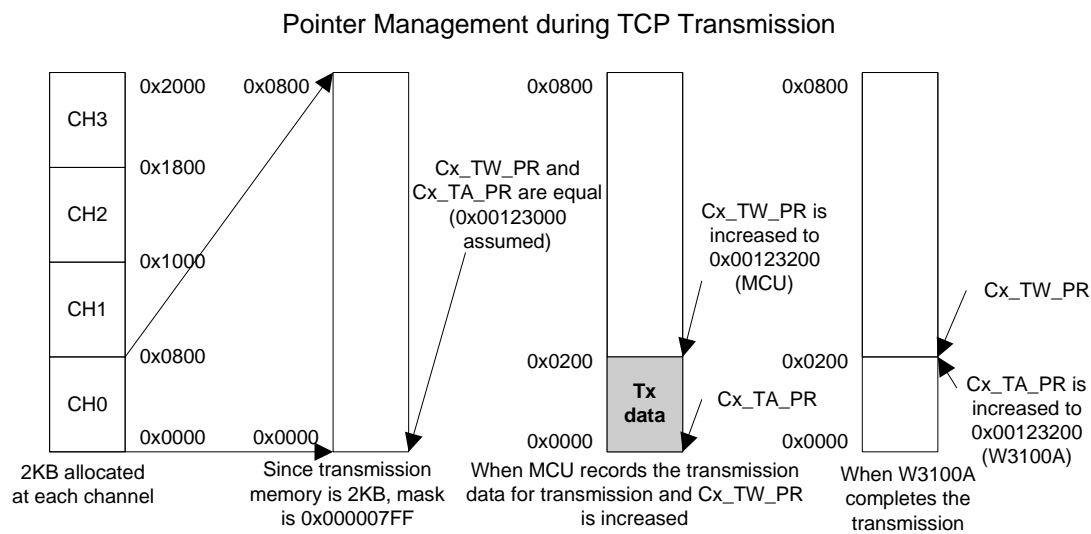 Pointer Management during TCP Transmission
0x2000
CH3
0x1800
CH2
0x1000
CH1
0x0800
CH0
0x0000
2KB allocated
at each channel
0x0800
Cx_TW_PR and
Cx_TA_PR are equal
(0x00123000
assumed)
0x0000
Since transmission
memory is 2KB, mask
is 0x000007FF
0x0800
Cx_TW_PR is
increased to
0x00123200
(MCU)
0x0200
Tx
data
Cx_TA_PR
0x0000
When MCU records the transmission
data for transmission and Cx_TW_PR
is increased
0x0800
Cx_TW_PR
0x0200
Cx_TA_PR is
increased to
0x00123200
(W3100A)
0x0000
When W3100A
completes the
transmission